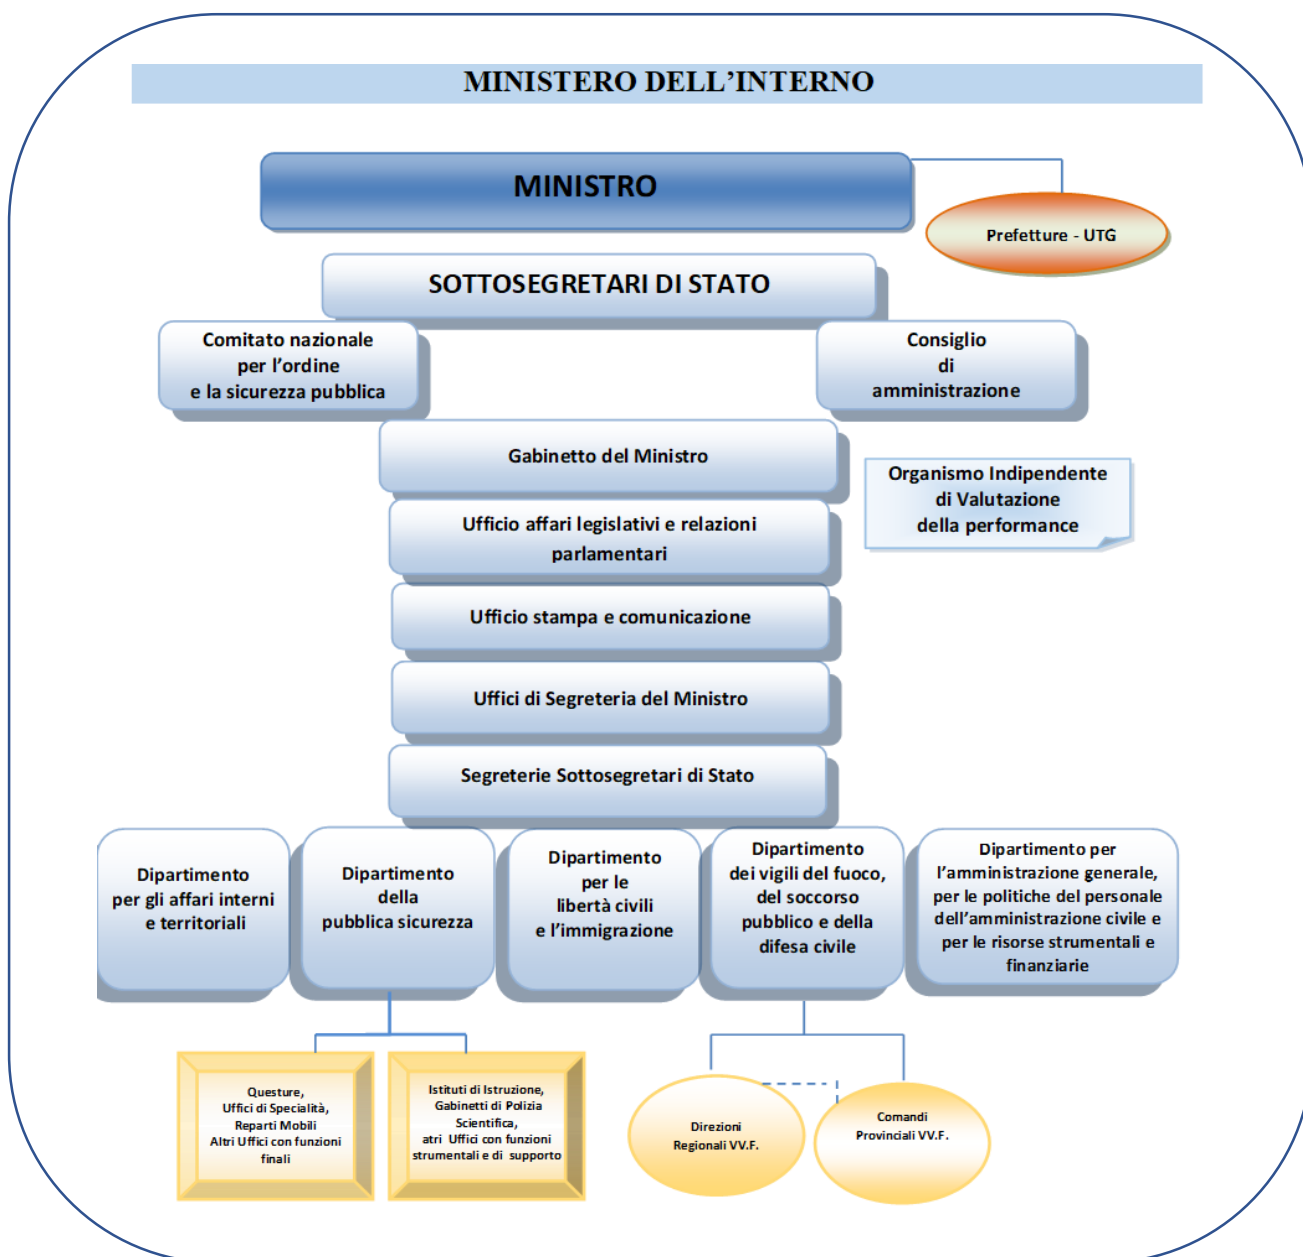 MINISTERO DELL'INTERNO
MINISTRO
Prefetture - UTG
SOTTOSEGRETARI DI STATO
Comitato nazionale
per l'ordine
e la sicurezza pubblica
Consiglio
di
amministrazione
Gabinetto del Ministro
Organismo Indipendente
di Valutazione
della performance
Ufficio affari legislativi e relazioni
parlamentari
Ufficio stampa e comunicazione
Uffici di Segreteria del Ministro
Segreterie Sottosegretari di Stato
Dipartimento
per gli affari interni
e territoriali
Dipartimento
della
pubblica sicurezza
Dipartimento
per le
libertà civili
e l'immigrazione
Dipartimento
dei vigili del fuoco,
del soccorso
pubblico e della
difesa civile
Dipartimento per
l'amministrazione generale,
per le politiche del personale
dell'amministrazione civile e
per le risorse strumentali e
finanziarie
Questure,
Uffici di Specialità,
Reparti Mobili
Altri Uffici con funzioni
finali
Istituti di Istruzione,
Gabinetti di Polizia
Scientifica,
atri Uffici con funzioni
strumentali e di supporto
Direzioni
Regionali VV.F.
Comandi
Provinciali VV.F.